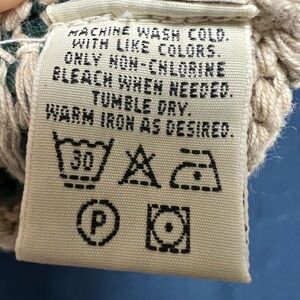 MACHINE WASH COLD.
WITH LIKE COLORS.
ONLY NON-CHLORINE
BLEACH WHEN NEEDED.
TUMBLE DRY.
WARM IRON AS DESIRED.
30
P